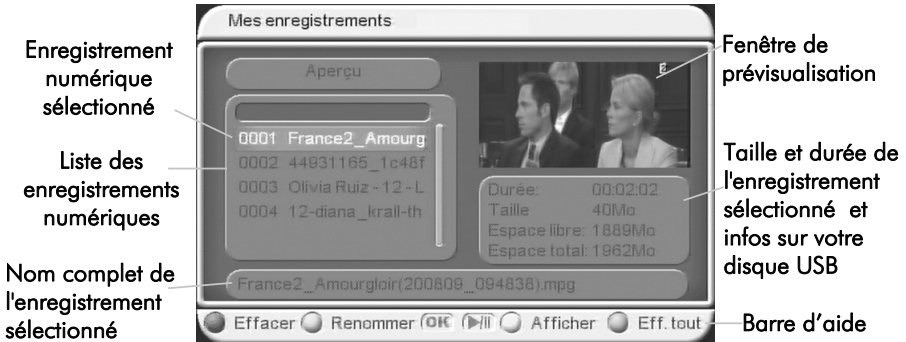 Mes enregistrements
Enregistrement
numérique
sélectionné
Liste des
enregistrements
numériques
Nom complet de
l'enregistrement
sélectionné
Aperçu
0001 France2_Amourg
0002 44931165_1c48f
0003 Olivia Ruiz - 12 - L
0004 12-diana_krall-th
2
Durée: 00:02:02
Taille 40Mo
Espace libre: 1889Mo
Espace total: 1962Mo
France2_Amourgloir(200809_094838).mpg
Effacer Renommer OK Afficher Eff. tout
Fenêtre de
prévisualisation
Taille et durée de
l'enregistrement
sélectionné et
infos sur votre
disque USB
Barre d'aide